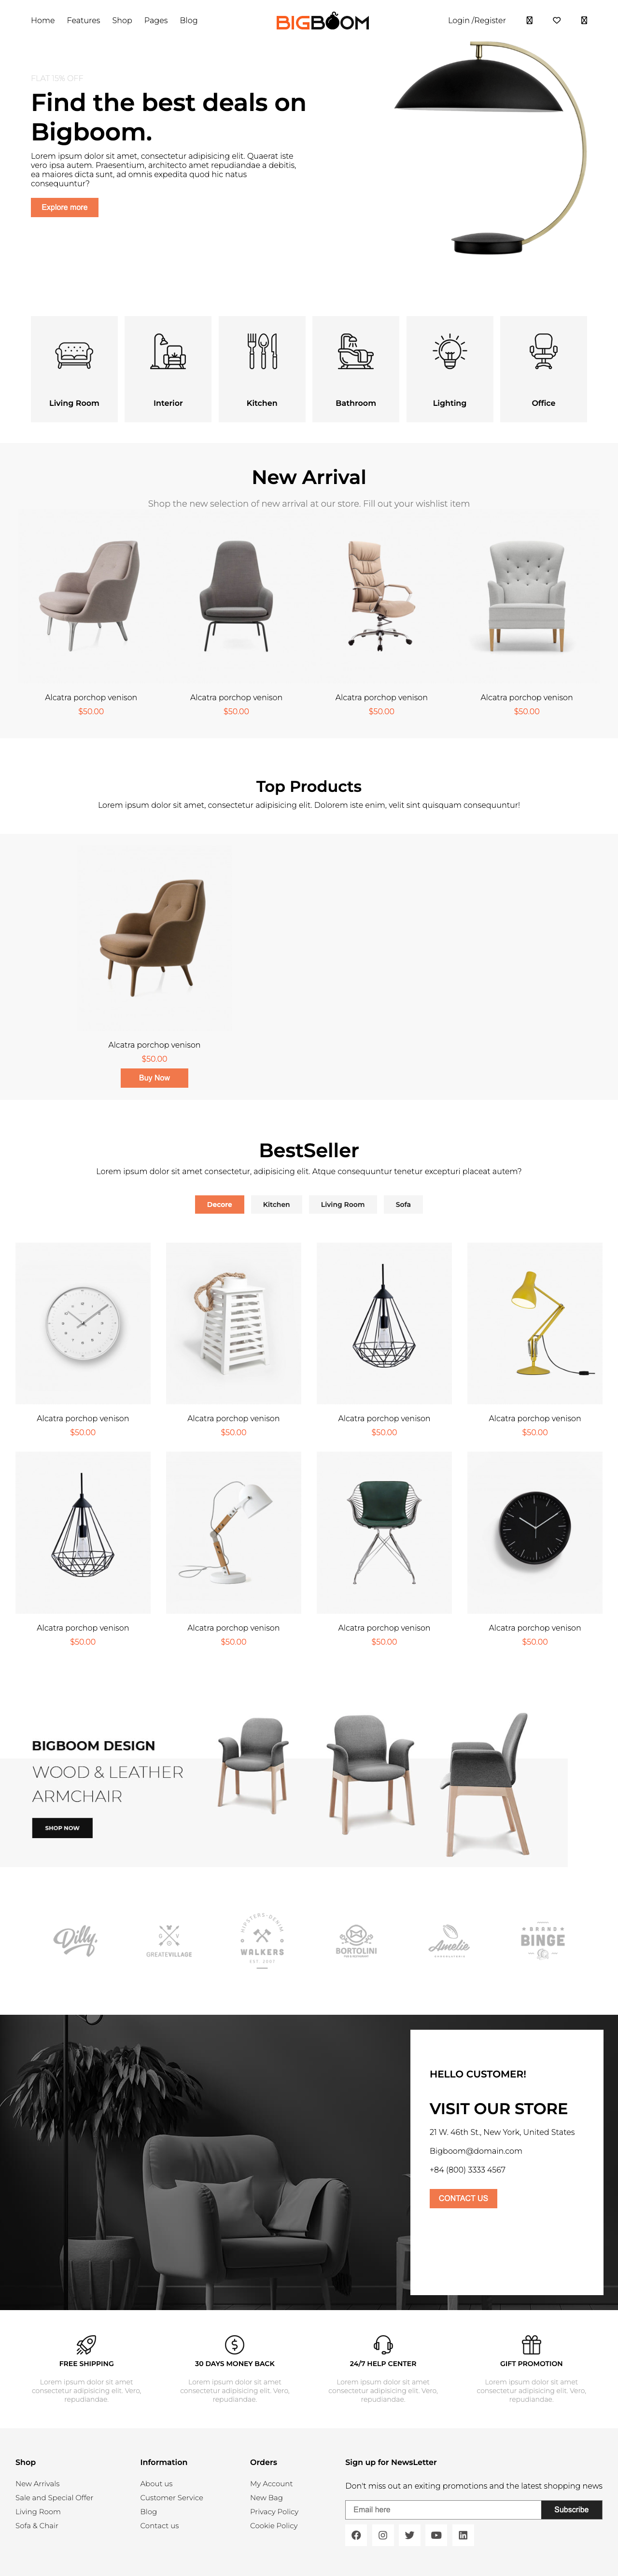 Home Features Shop Pages Blog
BIGBOOM
Login /Register
FLAT 15% OFF
Find the best deals on
Bigboom.
Lorem ipsum dolor sit amet, consectetur adipisicing elit. Quaerat iste
vero ipsa autem. Praesentium, architecto amet repudiandae a debitis,
ea maiores dicta sunt, ad omnis expedita quod hic natus
consequuntur?
Explore more
Living Room
Interior
Kitchen
Bathroom
Lighting
Office
New Arrival
Shop the new selection of new arrival at our store. Fill out your wishlist item
Alcatra porchop venison
$50.00
Alcatra porchop venison
$50.00
Alcatra porchop venison
$50.00
Alcatra porchop venison
$50.00
Top Products
Lorem ipsum dolor sit amet, consectetur adipisicing elit. Dolorem iste enim, velit sint quisquam consequuntur!
Alcatra porchop venison
$50.00
Buy Now
BestSeller
Lorem ipsum dolor sit amet consectetur, adipisicing elit. Atque consequuntur tenetur excepturi placeat autem?
Decore
Kitchen
Living Room
Sofa
Alcatra porchop venison
$50.00
Alcatra porchop venison
$50.00
Alcatra porchop venison
$50.00
Alcatra porchop venison
$50.00
Alcatra porchop venison
$50.00
Alcatra porchop venison
$50.00
Alcatra porchop venison
$50.00
Alcatra porchop venison
$50.00
BIGBOOM DESIGN
WOOD & LEATHER
ARMCHAIR
SHOP NOW
Dilly.
G V
GREATEVILLAGE
HIPSTERS-DENIM
WALKERS
EST. 2007
BORTOLINI
Amelie
BRAND
BINGE
HELLO CUSTOMER!
VISIT OUR STORE
21 W. 46th St., New York, United States
Bigboom@domain.com
+84 (800) 3333 4567
CONTACT US
FREE SHIPPING
Lorem ipsum dolor sit amet
consectetur adipisicing elit. Vero,
repudiandae.
30 DAYS MONEY BACK
Lorem ipsum dolor sit amet
consectetur adipisicing elit. Vero,
repudiandae.
24/7 HELP CENTER
Lorem ipsum dolor sit amet
consectetur adipisicing elit. Vero,
repudiandae.
GIFT PROMOTION
Lorem ipsum dolor sit amet
consectetur adipisicing elit. Vero,
repudiandae.
Shop
New Arrivals
Sale and Special Offer
Living Room
Sofa & Chair
Information
About us
Customer Service
Blog
Contact us
Orders
My Account
New Bag
Privacy Policy
Cookie Policy
Sign up for NewsLetter
Don't miss out an exiting promotions and the latest shopping news
Email here
Subscribe